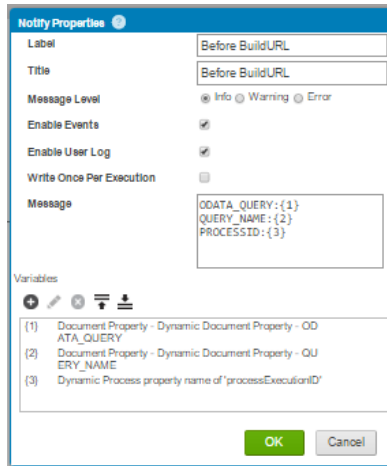 Notify Properties ?
Label
Before BuildURL
Title
Before BuildURL
Message Level
Info Warning Error
Enable Events
Enable User Log
Write Once Per Execution
Message
ODATA_QUERY:{1}
QUERY_NAME:{2}
PROCESSID:{3}
Variables
{1} Document Property - Dynamic Document Property - OD
ATA_QUERY
{2} Document Property - Dynamic Document Property - QU
ERY_NAME
{3} Dynamic Process property name of 'processExecutionID'
OK Cancel